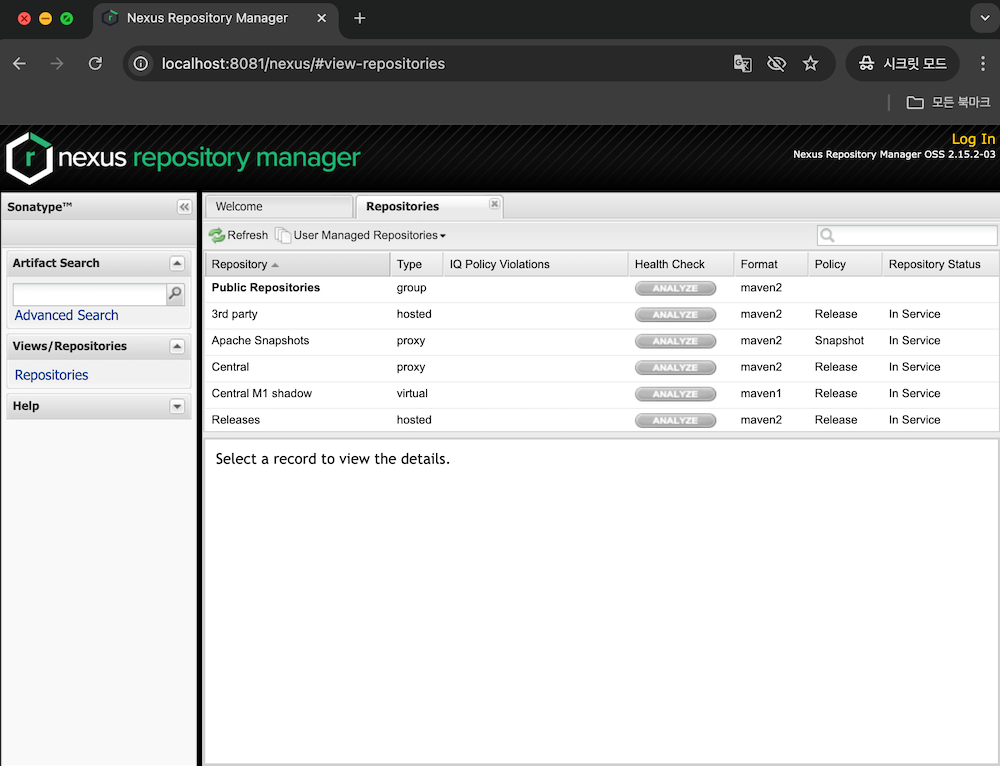 Nexus Repository Manager
localhost:8081/nexus/#view-repositories
시크릿 모드
모든 북마크
nexus repository manager
Log In
Nexus Repository Manager OSS 2.15.2-03
Sonatype™
Artifact Search
Advanced Search
Views/Repositories
Repositories
Help
Welcome
Repositories
Refresh User Managed Repositories
Repository Type IQ Policy Violations Health Check Format Policy Repository Status
Public Repositories group ANALYZE maven2
3rd party hosted ANALYZE maven2 Release In Service
Apache Snapshots proxy ANALYZE maven2 Snapshot In Service
Central proxy ANALYZE maven2 Release In Service
Central M1 shadow virtual ANALYZE maven1 Release In Service
Releases hosted ANALYZE maven2 Release In Service
Select a record to view the details.